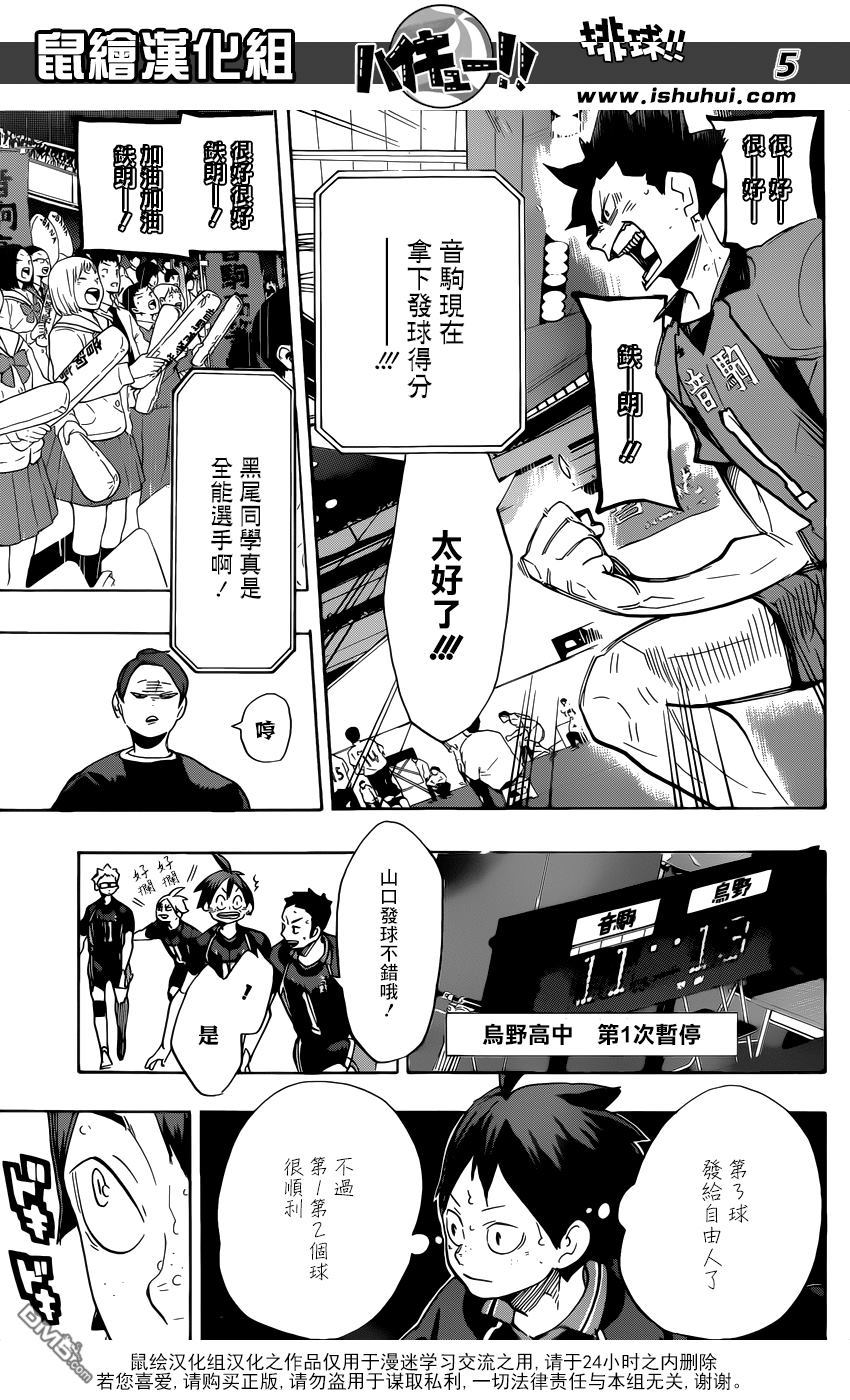 鼠繪漢化組
ハイキュー!!
排球!!
5
www.ishuhui.com
很—好—
很—好—
鉄—朗—!!
駒
音
音駒現在
拿下發球得分
——!!!
太好了!!!
很好很好
鉄朗—!
加油加油
鉄朗—!
音駒
黑尾同學真是
全能選手啊!
哼
音駒
烏野
11
13
烏野高中 第1次暫停
山口發球不錯哦!
好攔
好攔
是!
第3球
發給自由人了
不過
第1第2個球
很順利
ドキ
ドキ
鼠绘汉化组汉化之作品仅用于漫迷学习交流之用,请于24小时之内删除
若您喜爱,请购买正版,请勿盗用于谋取私利,一切法律责任与本组无关,谢谢。